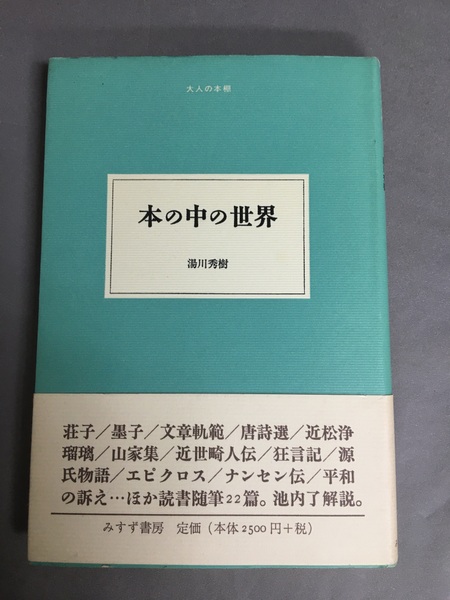 大人の本棚
本の中の世界
湯川秀樹
荘子／墨子／文章軌範／唐詩選／近松浄
瑠璃／山家集／近世畸人伝／狂言記／源
氏物語／エピクロス／ナンセン伝／平和
の訴え…ほか読書随筆22篇。池内了解説。
みすず書房　定価（本体2500円＋税）